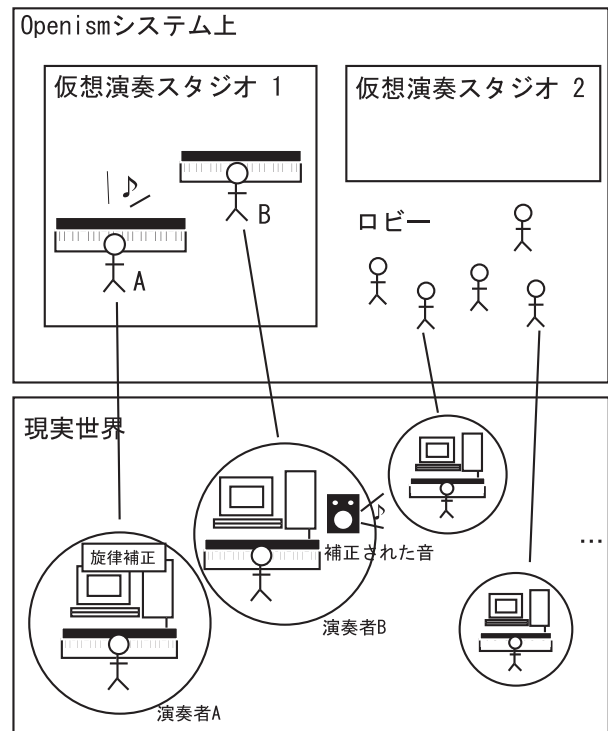 Openismシステム上
仮想演奏スタジオ 1
仮想演奏スタジオ 2
♪
B
A
ロビー
現実世界
♪
補正された音
...
旋律補正
演奏者B
演奏者A